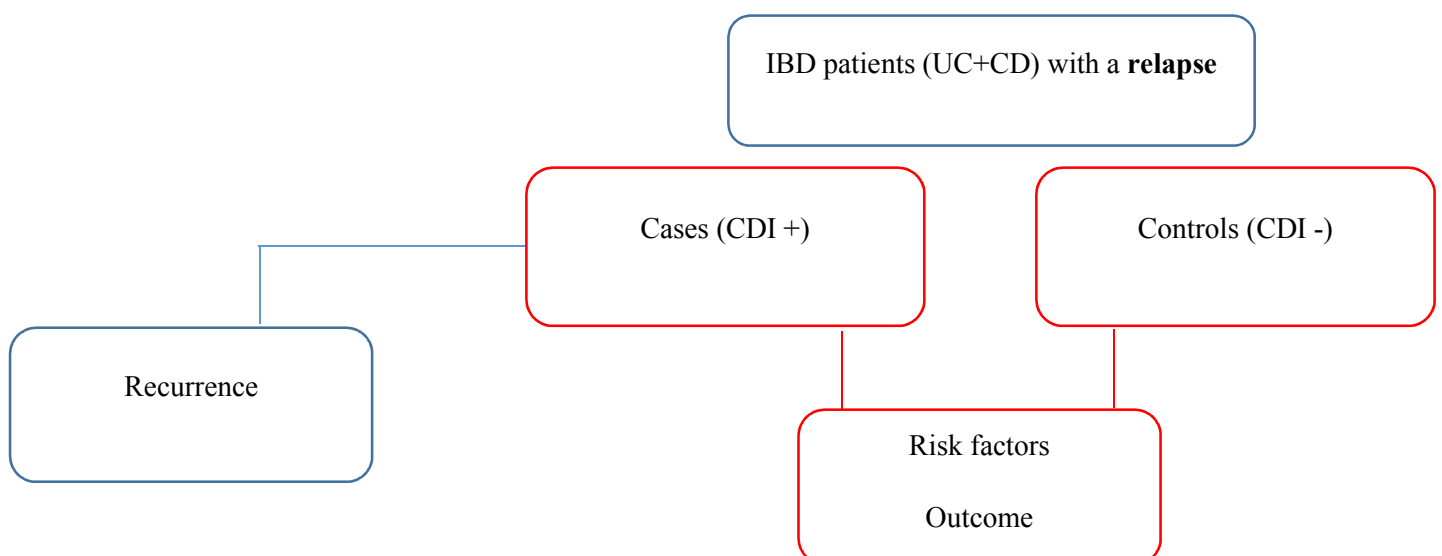 IBD patients (UC+CD) with a relapse
Cases (CDI +)
Controls (CDI -)
Recurrence
Risk factors
Outcome